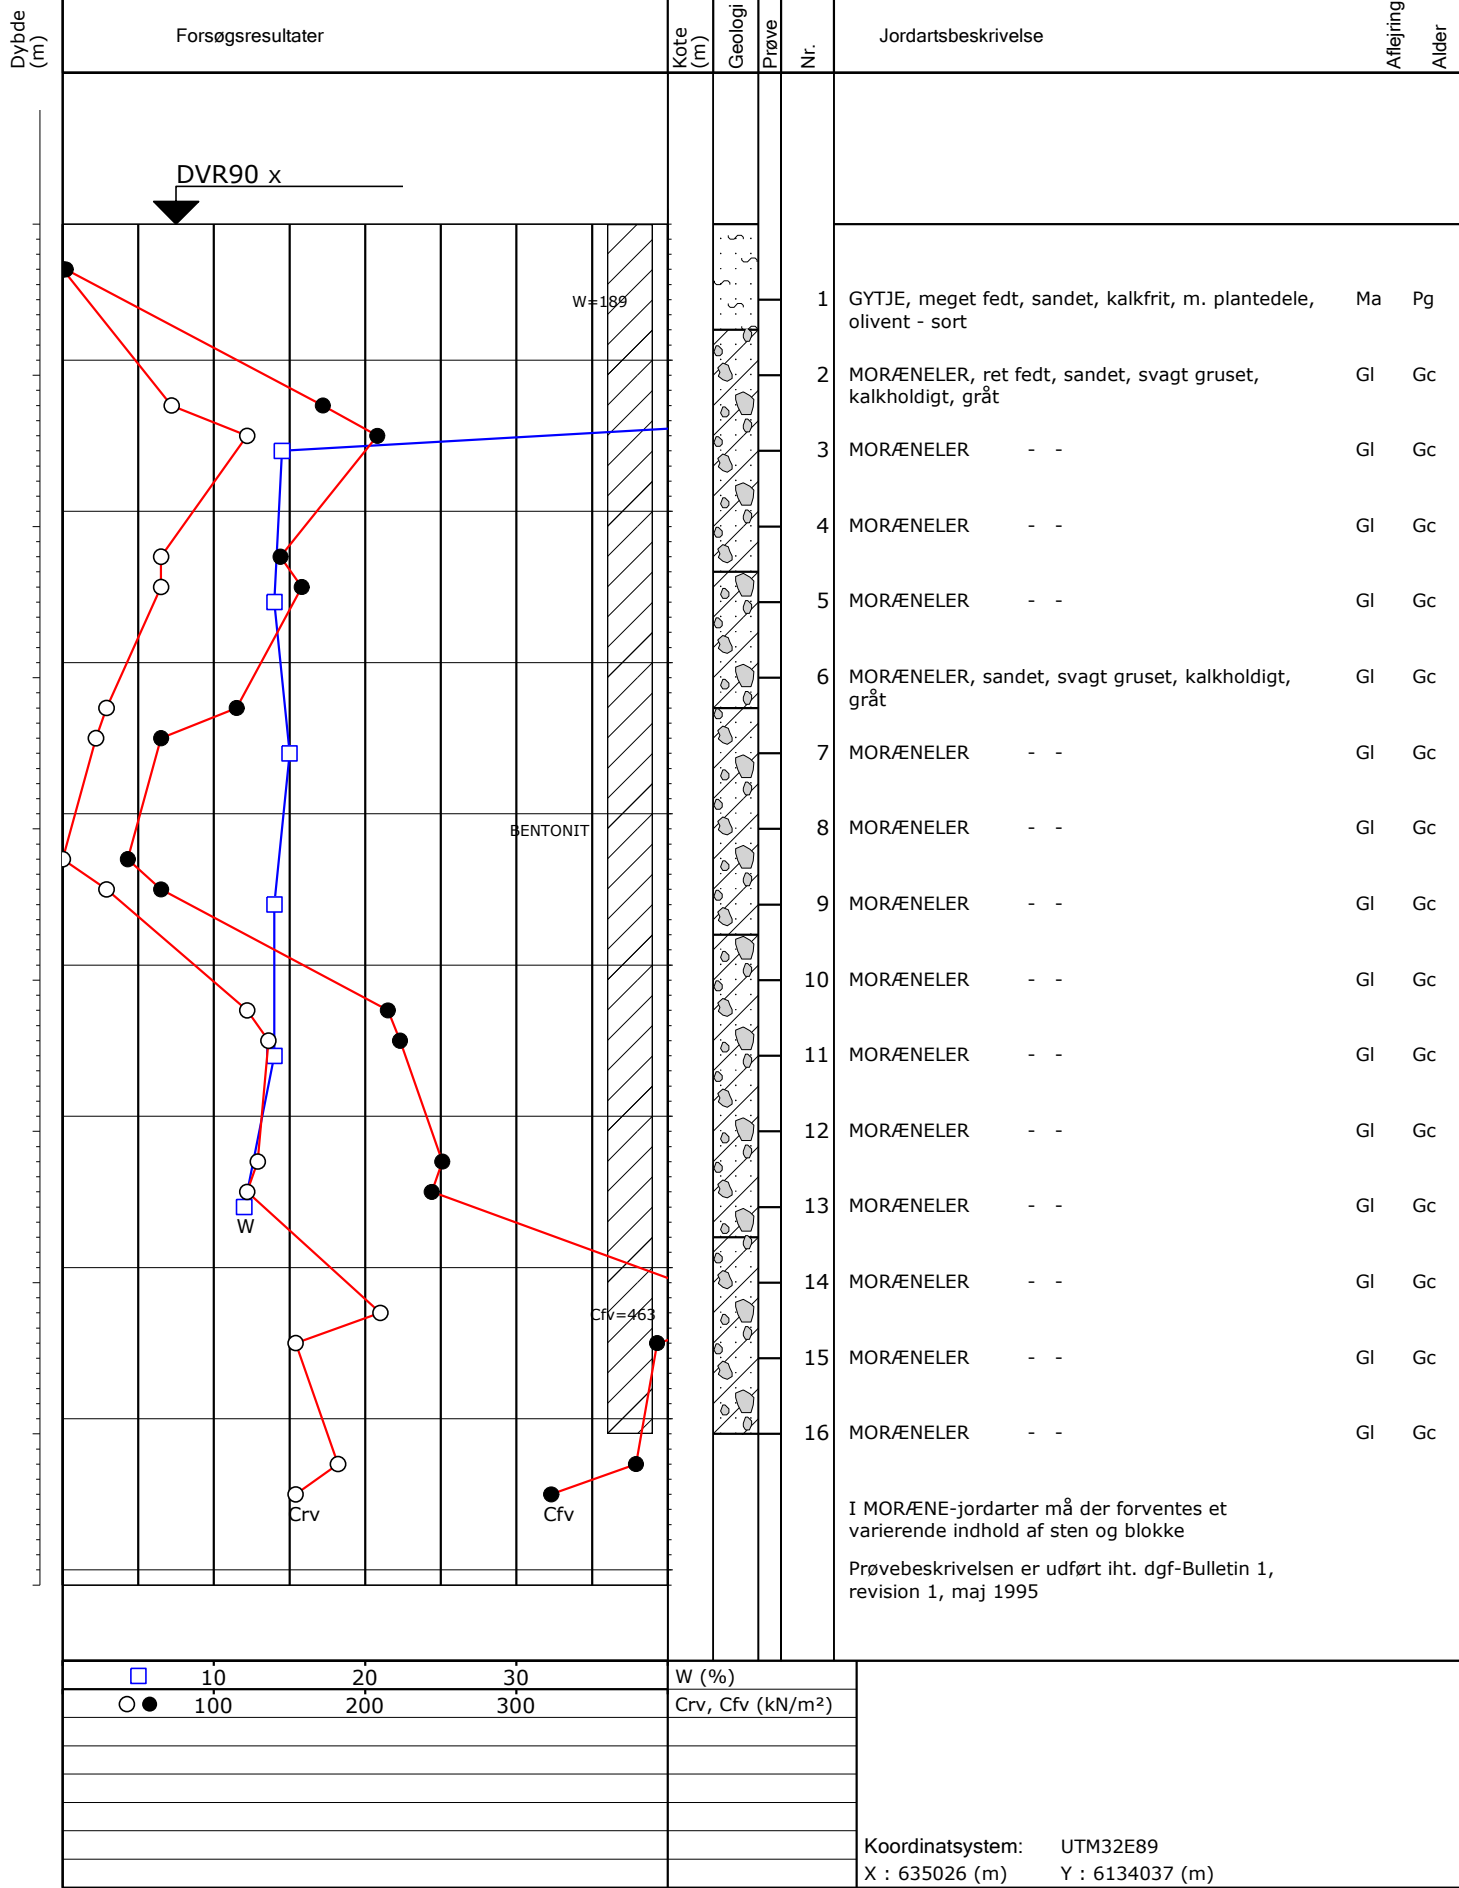 Dybde
(m)
Forsøgsresultater
Kote
(m)
Geologi
Prøve
Nr.
Jordartsbeskrivelse
Aflejring
Alder
DVR90 x
W=189
1 GYTJE, meget fedt, sandet, kalkfrit, m. plantedele, Ma Pg
olivent - sort
2 MORÆNELER, ret fedt, sandet, svagt gruset, Gl Gc
kalkholdigt, gråt
3 MORÆNELER - - Gl Gc
4 MORÆNELER - - Gl Gc
5 MORÆNELER - - Gl Gc
6 MORÆNELER, sandet, svagt gruset, kalkholdigt, Gl Gc
gråt
7 MORÆNELER - - Gl Gc
BENTONIT
8 MORÆNELER - - Gl Gc
9 MORÆNELER - - Gl Gc
10 MORÆNELER - - Gl Gc
11 MORÆNELER - - Gl Gc
12 MORÆNELER - - Gl Gc
13 MORÆNELER - - Gl Gc
W
14 MORÆNELER - - Gl Gc
Cfv=463
15 MORÆNELER - - Gl Gc
16 MORÆNELER - - Gl Gc
Crv
Cfv
I MORÆNE-jordarter må der forventes et
varierende indhold af sten og blokke
Prøvebeskrivelsen er udført iht. dgf-Bulletin 1,
revision 1, maj 1995
10 20 30 W (%)
100 200 300 Crv, Cfv (kN/m²)
Koordinatsystem: UTM32E89
X : 635026 (m) Y : 6134037 (m)